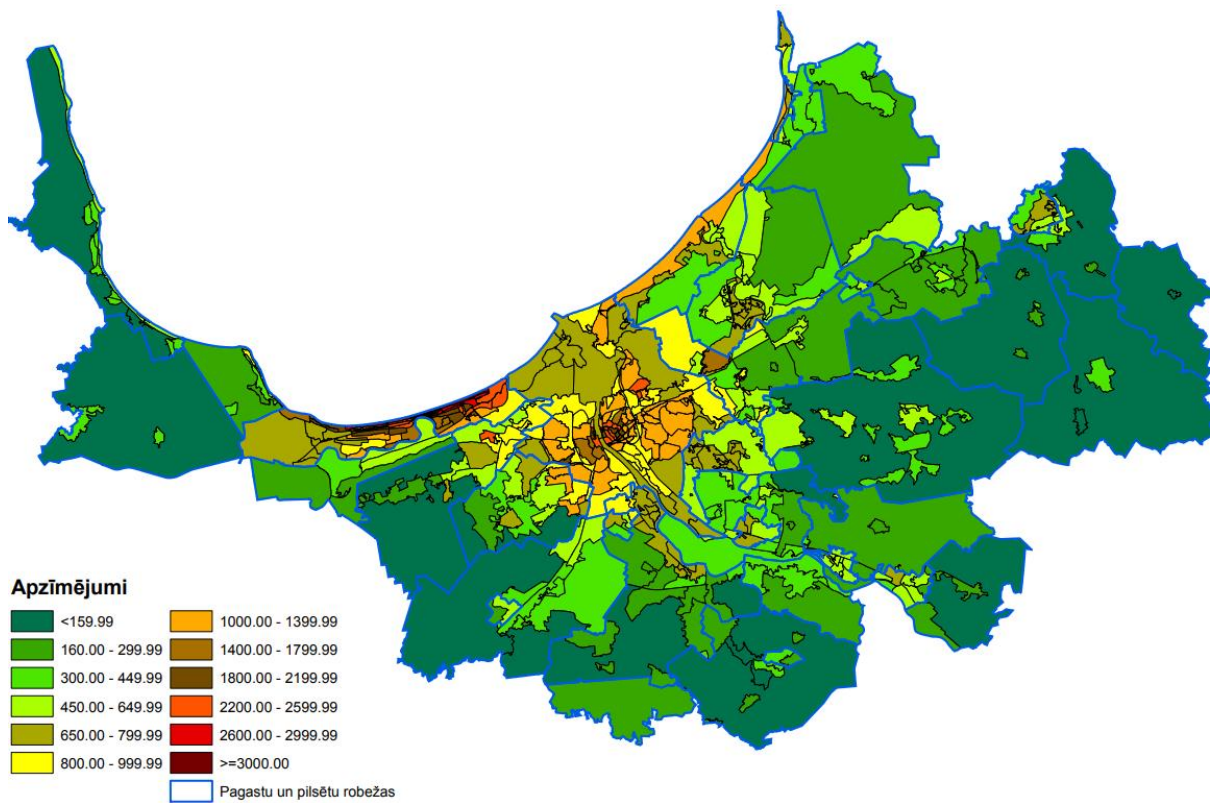 Apzīmējumi
<159.99
160.00 - 299.99
300.00 - 449.99
450.00 - 649.99
650.00 - 799.99
800.00 - 999.99
1000.00 - 1399.99
1400.00 - 1799.99
1800.00 - 2199.99
2200.00 - 2599.99
2600.00 - 2999.99
>=3000.00
Pagastu un pilsētu robežas